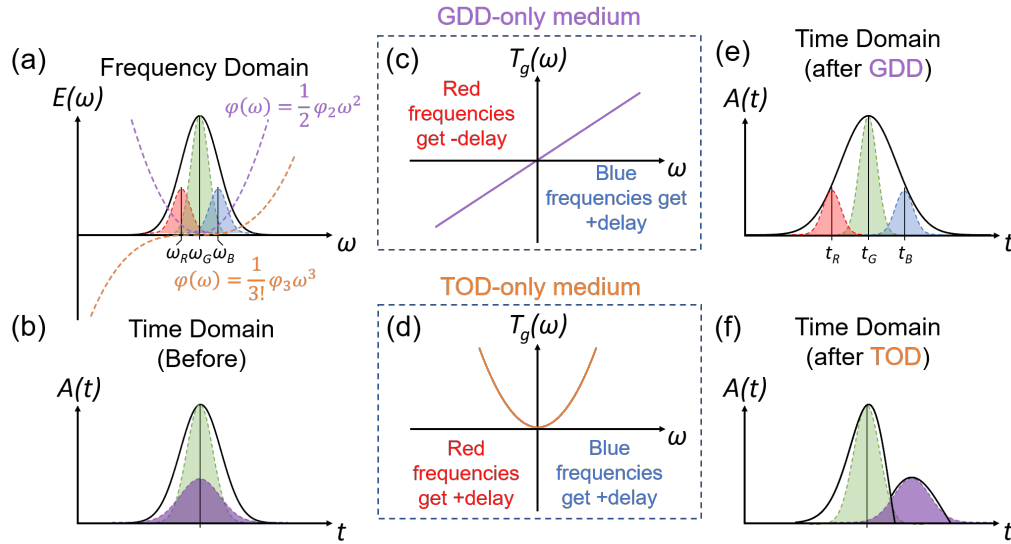 GDD-only medium
(a)
Frequency Domain
E(ω)
φ(ω) = 1/2 φ₂ω²
ω_R ω_G ω_B
ω
φ(ω) = 1/3! φ₃ω³
(b)
Time Domain
(Before)
A(t)
t
(c)
T_g(ω)
Red
frequencies
get -delay
ω
Blue
frequencies get
+delay
TOD-only medium
(d)
T_g(ω)
ω
Red
frequencies
get +delay
Blue
frequencies
get +delay
(e)
Time Domain
(after GDD)
A(t)
t_R t_G t_B
t
(f)
Time Domain
(after TOD)
A(t)
t